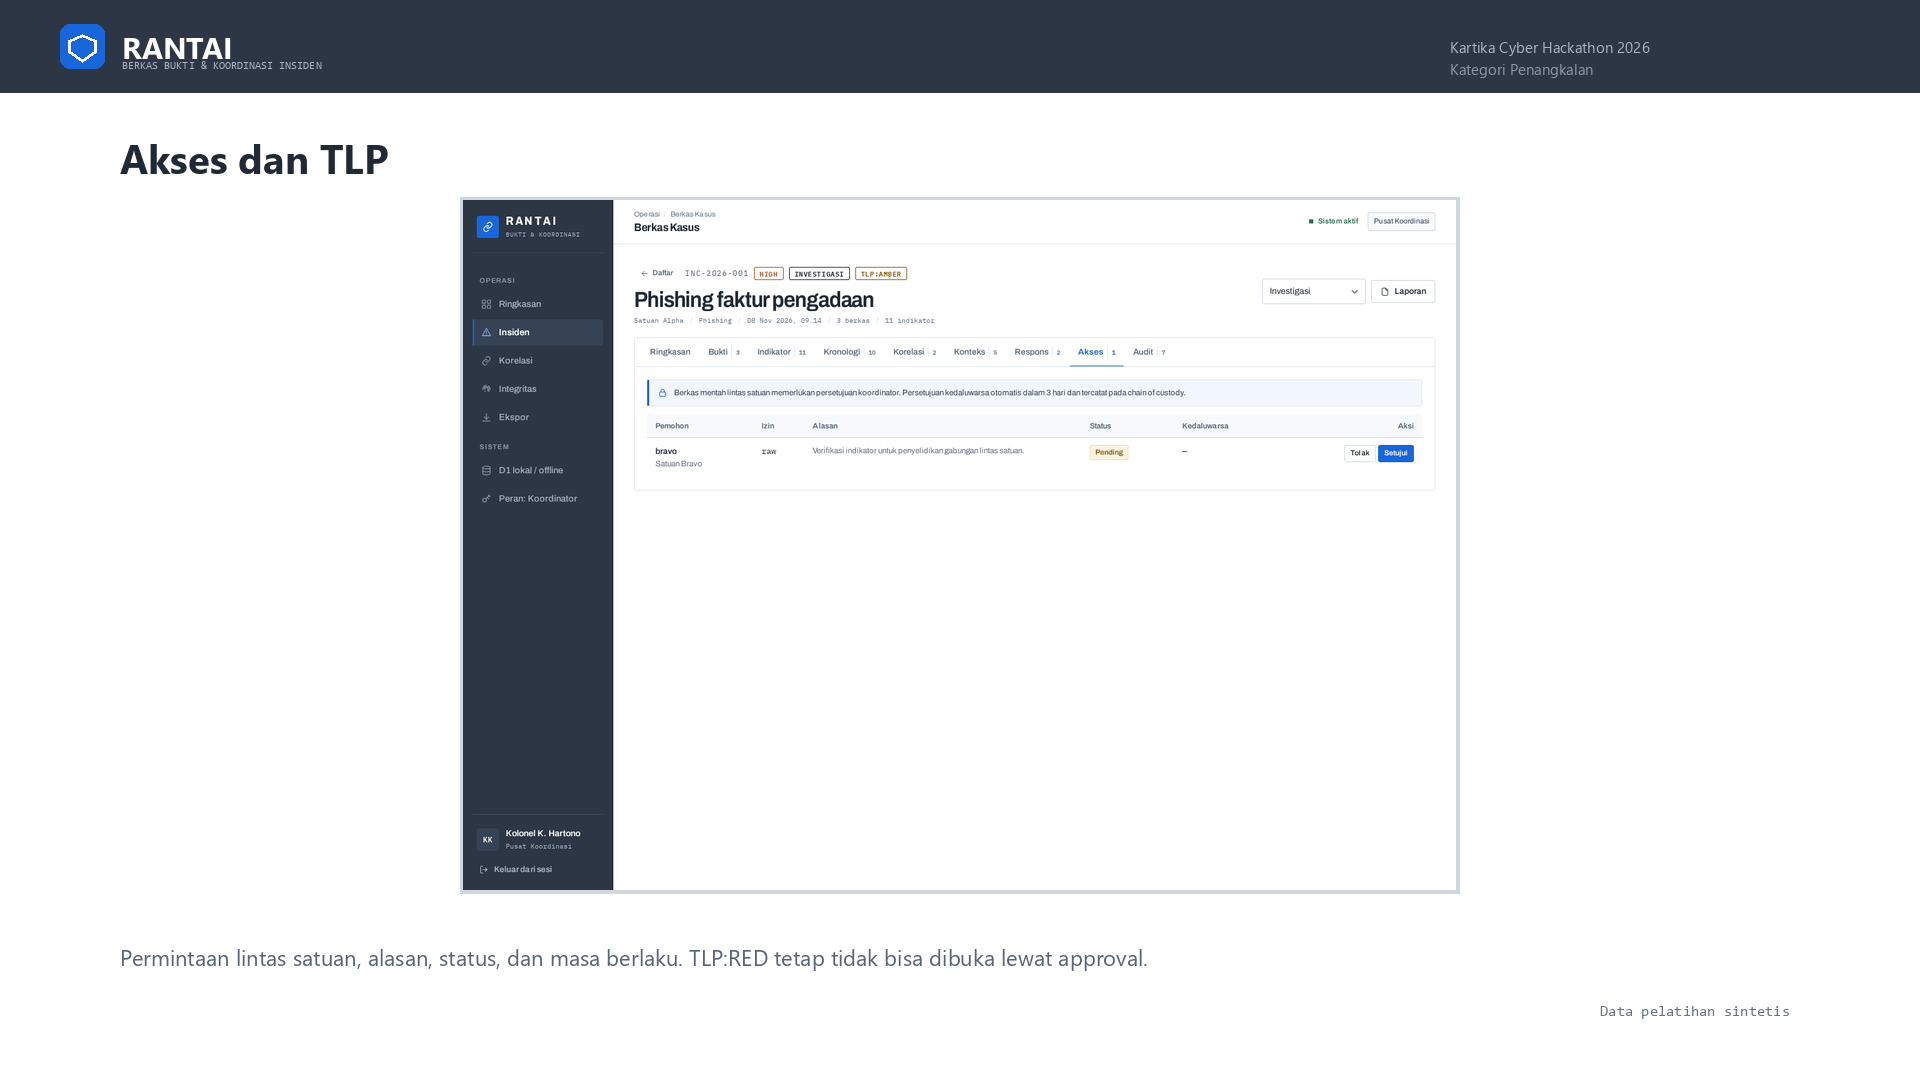 RANTAI
BERKAS BUKTI & KOORDINASI INSIDEN
Kartika Cyber Hackathon 2026
Kategori Penangkalan
Akses dan TLP
RANTAI
BUKTI & KOORDINASI
OPERASI
Ringkasan
Insiden
Korelasi
Integritas
Ekspor
SISTEM
D1 lokal / offline
Peran: Koordinator
KK
Kolonel K. Hartono
Pusat Koordinasi
Keluar dari sesi
Operasi / Berkas Kasus
Berkas Kasus
Sistem aktif
Pusat Koordinasi
← Daftar INC-2026-001 HIGH INVESTIGASI TLP:AMBER
Phishing faktur pengadaan
Satuan Alpha / Phishing / 08 Nov 2026, 09.14 / 3 berkas / 11 indikator
Investigasi
Laporan
Ringkasan Bukti 3 Indikator 11 Kronologi 10 Korelasi 2 Konteks 5 Respons 2 Akses 1 Audit 7
Berkas mentah lintas satuan memerlukan persetujuan koordinator. Persetujuan kedaluwarsa otomatis dalam 3 hari dan tercatat pada chain of custody.
Pemohon Izin Alasan Status Kedaluwarsa Aksi
bravo raw Verifikasi indikator untuk penyelidikan gabungan lintas satuan. Pending — Tolak Setujui
Satuan Bravo
Permintaan lintas satuan, alasan, status, dan masa berlaku. TLP:RED tetap tidak bisa dibuka lewat approval.
Data pelatihan sintetis